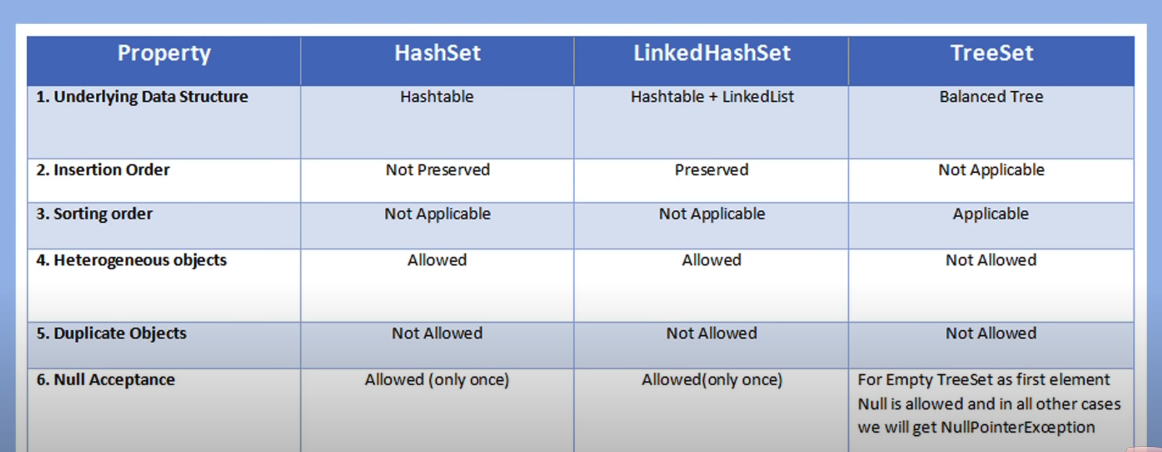 Property HashSet LinkedHashSet TreeSet
1. Underlying Data Structure Hashtable Hashtable + LinkedList Balanced Tree
2. Insertion Order Not Preserved Preserved Not Applicable
3. Sorting order Not Applicable Not Applicable Applicable
4. Heterogeneous objects Allowed Allowed Not Allowed
5. Duplicate Objects Not Allowed Not Allowed Not Allowed
6. Null Acceptance Allowed (only once) Allowed(only once) For Empty TreeSet as first element
Null is allowed and in all other cases
we will get NullPointerException